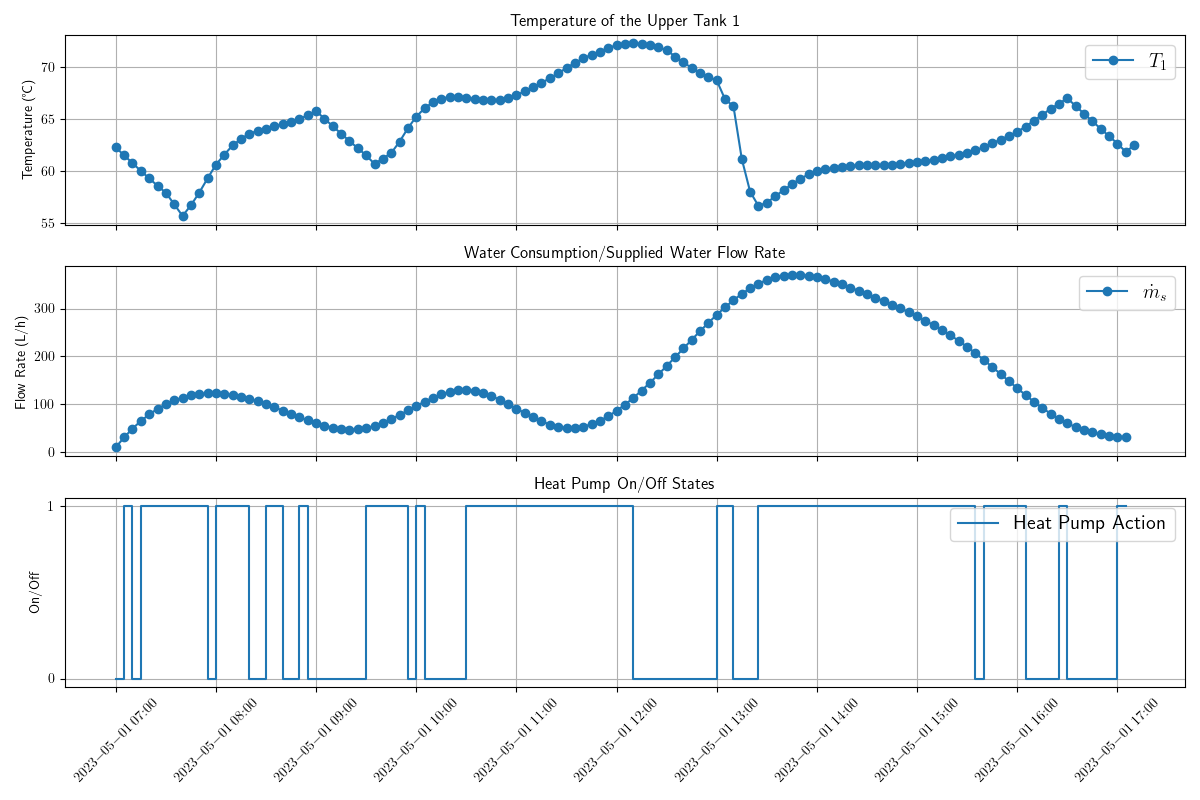 Temperature of the Upper Tank 1
Temperature (°C)
70
65
60
55
T₁
Water Consumption/Supplied Water Flow Rate
Flow Rate (L/h)
300
200
100
0
ṁₛ
Heat Pump On/Off States
On/Off
1
0
Heat Pump Action
2023−05−01 07:00
2023−05−01 08:00
2023−05−01 09:00
2023−05−01 10:00
2023−05−01 11:00
2023−05−01 12:00
2023−05−01 13:00
2023−05−01 14:00
2023−05−01 15:00
2023−05−01 16:00
2023−05−01 17:00